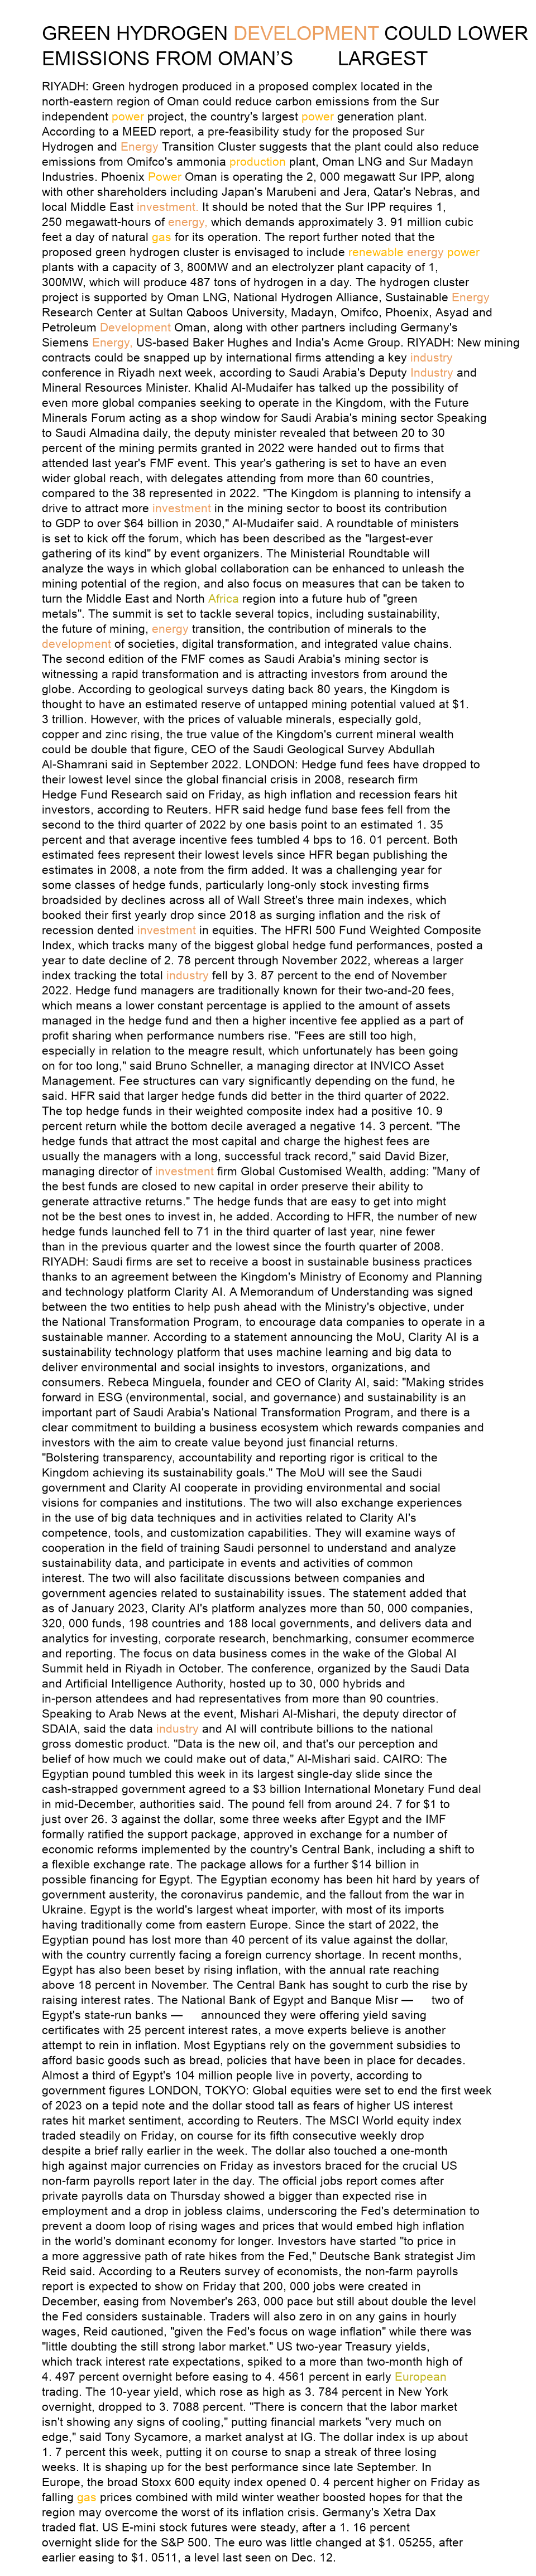 GREEN HYDROGEN DEVELOPMENT COULD LOWER
EMISSIONS FROM OMAN'S LARGEST
RIYADH: Green hydrogen produced in a proposed complex located in the
north-eastern region of Oman could reduce carbon emissions from the Sur
independent power project, the country's largest power generation plant.
According to a MEED report, a pre-feasibility study for the proposed Sur
Hydrogen and Energy Transition Cluster suggests that the plant could also reduce
emissions from Omifco's ammonia production plant, Oman LNG and Sur Madayn
Industries. Phoenix Power Oman is operating the 2, 000 megawatt Sur IPP, along
with other shareholders including Japan's Marubeni and Jera, Qatar's Nebras, and
local Middle East investment. It should be noted that the Sur IPP requires 1,
250 megawatt-hours of energy, which demands approximately 3. 91 million cubic
feet a day of natural gas for its operation. The report further noted that the
proposed green hydrogen cluster is envisaged to include renewable energy power
plants with a capacity of 3, 800MW and an electrolyzer plant capacity of 1,
300MW, which will produce 487 tons of hydrogen in a day. The hydrogen cluster
project is supported by Oman LNG, National Hydrogen Alliance, Sustainable Energy
Research Center at Sultan Qaboos University, Madayn, Omifco, Phoenix, Asyad and
Petroleum Development Oman, along with other partners including Germany's
Siemens Energy, US-based Baker Hughes and India's Acme Group. RIYADH: New mining
contracts could be snapped up by international firms attending a key industry
conference in Riyadh next week, according to Saudi Arabia's Deputy Industry and
Mineral Resources Minister. Khalid Al-Mudaifer has talked up the possibility of
even more global companies seeking to operate in the Kingdom, with the Future
Minerals Forum acting as a shop window for Saudi Arabia's mining sector Speaking
to Saudi Almadina daily, the deputy minister revealed that between 20 to 30
percent of the mining permits granted in 2022 were handed out to firms that
attended last year's FMF event. This year's gathering is set to have an even
wider global reach, with delegates attending from more than 60 countries,
compared to the 38 represented in 2022. "The Kingdom is planning to intensify a
drive to attract more investment in the mining sector to boost its contribution
to GDP to over $64 billion in 2030," Al-Mudaifer said. A roundtable of ministers
is set to kick off the forum, which has been described as the "largest-ever
gathering of its kind" by event organizers. The Ministerial Roundtable will
analyze the ways in which global collaboration can be enhanced to unleash the
mining potential of the region, and also focus on measures that can be taken to
turn the Middle East and North Africa region into a future hub of "green
metals". The summit is set to tackle several topics, including sustainability,
the future of mining, energy transition, the contribution of minerals to the
development of societies, digital transformation, and integrated value chains.
The second edition of the FMF comes as Saudi Arabia's mining sector is
witnessing a rapid transformation and is attracting investors from around the
globe. According to geological surveys dating back 80 years, the Kingdom is
thought to have an estimated reserve of untapped mining potential valued at $1.
3 trillion. However, with the prices of valuable minerals, especially gold,
copper and zinc rising, the true value of the Kingdom's current mineral wealth
could be double that figure, CEO of the Saudi Geological Survey Abdullah
Al-Shamrani said in September 2022. LONDON: Hedge fund fees have dropped to
their lowest level since the global financial crisis in 2008, research firm
Hedge Fund Research said on Friday, as high inflation and recession fears hit
investors, according to Reuters. HFR said hedge fund base fees fell from the
second to the third quarter of 2022 by one basis point to an estimated 1. 35
percent and that average incentive fees tumbled 4 bps to 16. 01 percent. Both
estimated fees represent their lowest levels since HFR began publishing the
estimates in 2008, a note from the firm added. It was a challenging year for
some classes of hedge funds, particularly long-only stock investing firms
broadsided by declines across all of Wall Street's three main indexes, which
booked their first yearly drop since 2018 as surging inflation and the risk of
recession dented investment in equities. The HFRI 500 Fund Weighted Composite
Index, which tracks many of the biggest global hedge fund performances, posted a
year to date decline of 2. 78 percent through November 2022, whereas a larger
index tracking the total industry fell by 3. 87 percent to the end of November
2022. Hedge fund managers are traditionally known for their two-and-20 fees,
which means a lower constant percentage is applied to the amount of assets
managed in the hedge fund and then a higher incentive fee applied as a part of
profit sharing when performance numbers rise. "Fees are still too high,
especially in relation to the meagre result, which unfortunately has been going
on for too long," said Bruno Schneller, a managing director at INVICO Asset
Management. Fee structures can vary significantly depending on the fund, he
said. HFR said that larger hedge funds did better in the third quarter of 2022.
The top hedge funds in their weighted composite index had a positive 10. 9
percent return while the bottom decile averaged a negative 14. 3 percent. "The
hedge funds that attract the most capital and charge the highest fees are
usually the managers with a long, successful track record," said David Bizer,
managing director of investment firm Global Customised Wealth, adding: "Many of
the best funds are closed to new capital in order preserve their ability to
generate attractive returns." The hedge funds that are easy to get into might
not be the best ones to invest in, he added. According to HFR, the number of new
hedge funds launched fell to 71 in the third quarter of last year, nine fewer
than in the previous quarter and the lowest since the fourth quarter of 2008.
RIYADH: Saudi firms are set to receive a boost in sustainable business practices
thanks to an agreement between the Kingdom's Ministry of Economy and Planning
and technology platform Clarity AI. A Memorandum of Understanding was signed
between the two entities to help push ahead with the Ministry's objective, under
the National Transformation Program, to encourage data companies to operate in a
sustainable manner. According to a statement announcing the MoU, Clarity AI is a
sustainability technology platform that uses machine learning and big data to
deliver environmental and social insights to investors, organizations, and
consumers. Rebeca Minguela, founder and CEO of Clarity AI, said: "Making strides
forward in ESG (environmental, social, and governance) and sustainability is an
important part of Saudi Arabia's National Transformation Program, and there is a
clear commitment to building a business ecosystem which rewards companies and
investors with the aim to create value beyond just financial returns.
"Bolstering transparency, accountability and reporting rigor is critical to the
Kingdom achieving its sustainability goals." The MoU will see the Saudi
government and Clarity AI cooperate in providing environmental and social
visions for companies and institutions. The two will also exchange experiences
in the use of big data techniques and in activities related to Clarity AI's
competence, tools, and customization capabilities. They will examine ways of
cooperation in the field of training Saudi personnel to understand and analyze
sustainability data, and participate in events and activities of common
interest. The two will also facilitate discussions between companies and
government agencies related to sustainability issues. The statement added that
as of January 2023, Clarity AI's platform analyzes more than 50, 000 companies,
320, 000 funds, 198 countries and 188 local governments, and delivers data and
analytics for investing, corporate research, benchmarking, consumer ecommerce
and reporting. The focus on data business comes in the wake of the Global AI
Summit held in Riyadh in October. The conference, organized by the Saudi Data
and Artificial Intelligence Authority, hosted up to 30, 000 hybrids and
in-person attendees and had representatives from more than 90 countries.
Speaking to Arab News at the event, Mishari Al-Mishari, the deputy director of
SDAIA, said the data industry and AI will contribute billions to the national
gross domestic product. "Data is the new oil, and that's our perception and
belief of how much we could make out of data," Al-Mishari said. CAIRO: The
Egyptian pound tumbled this week in its largest single-day slide since the
cash-strapped government agreed to a $3 billion International Monetary Fund deal
in mid-December, authorities said. The pound fell from around 24. 7 for $1 to
just over 26. 3 against the dollar, some three weeks after Egypt and the IMF
formally ratified the support package, approved in exchange for a number of
economic reforms implemented by the country's Central Bank, including a shift to
a flexible exchange rate. The package allows for a further $14 billion in
possible financing for Egypt. The Egyptian economy has been hit hard by years of
government austerity, the coronavirus pandemic, and the fallout from the war in
Ukraine. Egypt is the world's largest wheat importer, with most of its imports
having traditionally come from eastern Europe. Since the start of 2022, the
Egyptian pound has lost more than 40 percent of its value against the dollar,
with the country currently facing a foreign currency shortage. In recent months,
Egypt has also been beset by rising inflation, with the annual rate reaching
above 18 percent in November. The Central Bank has sought to curb the rise by
raising interest rates. The National Bank of Egypt and Banque Misr — two of
Egypt's state-run banks — announced they were offering yield saving
certificates with 25 percent interest rates, a move experts believe is another
attempt to rein in inflation. Most Egyptians rely on the government subsidies to
afford basic goods such as bread, policies that have been in place for decades.
Almost a third of Egypt's 104 million people live in poverty, according to
government figures LONDON, TOKYO: Global equities were set to end the first week
of 2023 on a tepid note and the dollar stood tall as fears of higher US interest
rates hit market sentiment, according to Reuters. The MSCI World equity index
traded steadily on Friday, on course for its fifth consecutive weekly drop
despite a brief rally earlier in the week. The dollar also touched a one-month
high against major currencies on Friday as investors braced for the crucial US
non-farm payrolls report later in the day. The official jobs report comes after
private payrolls data on Thursday showed a bigger than expected rise in
employment and a drop in jobless claims, underscoring the Fed's determination to
prevent a doom loop of rising wages and prices that would embed high inflation
in the world's dominant economy for longer. Investors have started "to price in
a more aggressive path of rate hikes from the Fed," Deutsche Bank strategist Jim
Reid said. According to a Reuters survey of economists, the non-farm payrolls
report is expected to show on Friday that 200, 000 jobs were created in
December, easing from November's 263, 000 pace but still about double the level
the Fed considers sustainable. Traders will also zero in on any gains in hourly
wages, Reid cautioned, "given the Fed's focus on wage inflation" while there was
"little doubting the still strong labor market." US two-year Treasury yields,
which track interest rate expectations, spiked to a more than two-month high of
4. 497 percent overnight before easing to 4. 4561 percent in early European
trading. The 10-year yield, which rose as high as 3. 784 percent in New York
overnight, dropped to 3. 7088 percent. "There is concern that the labor market
isn't showing any signs of cooling," putting financial markets "very much on
edge," said Tony Sycamore, a market analyst at IG. The dollar index is up about
1. 7 percent this week, putting it on course to snap a streak of three losing
weeks. It is shaping up for the best performance since late September. In
Europe, the broad Stoxx 600 equity index opened 0. 4 percent higher on Friday as
falling gas prices combined with mild winter weather boosted hopes for that the
region may overcome the worst of its inflation crisis. Germany's Xetra Dax
traded flat. US E-mini stock futures were steady, after a 1. 16 percent
overnight slide for the S&P 500. The euro was little changed at $1. 05255, after
earlier easing to $1. 0511, a level last seen on Dec. 12.